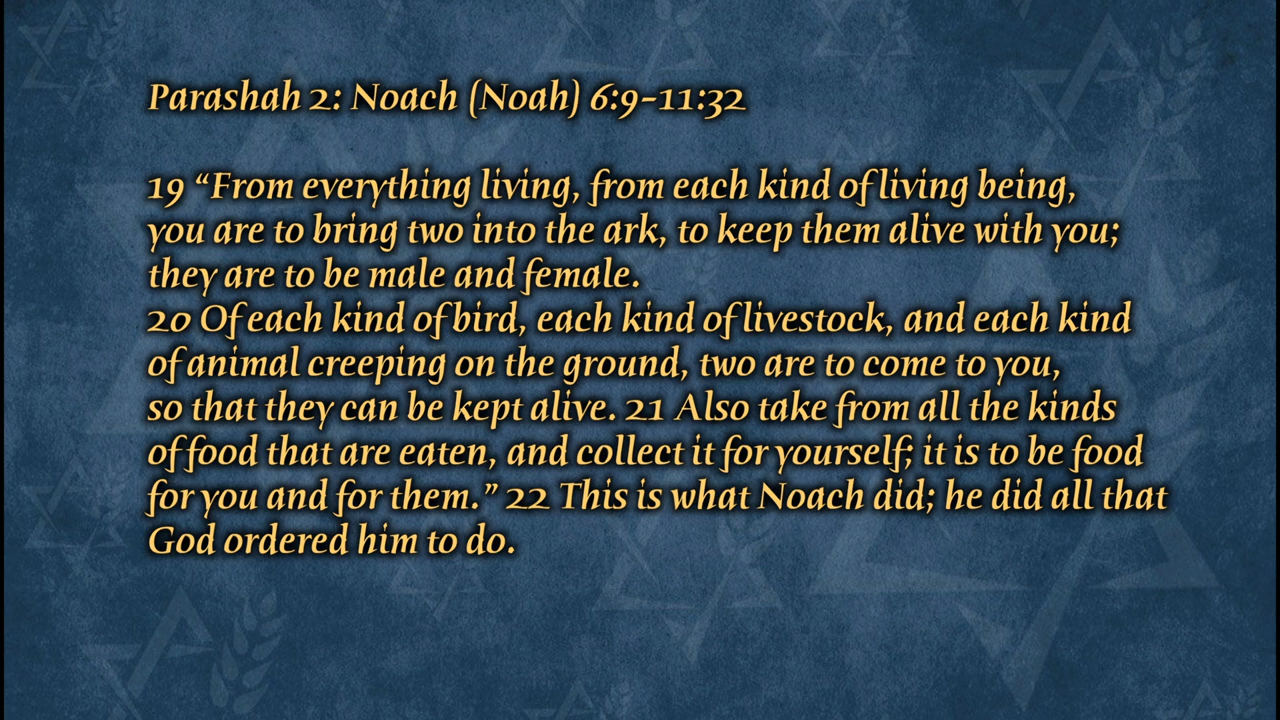 Parashah 2: Noach (Noah) 6:9-11:32
19 “From everything living, from each kind of living being,
you are to bring two into the ark, to keep them alive with you;
they are to be male and female.
20 Of each kind of bird, each kind of livestock, and each kind
of animal creeping on the ground, two are to come to you,
so that they can be kept alive. 21 Also take from all the kinds
of food that are eaten, and collect it for yourself; it is to be food
for you and for them.” 22 This is what Noach did; he did all that
God ordered him to do.